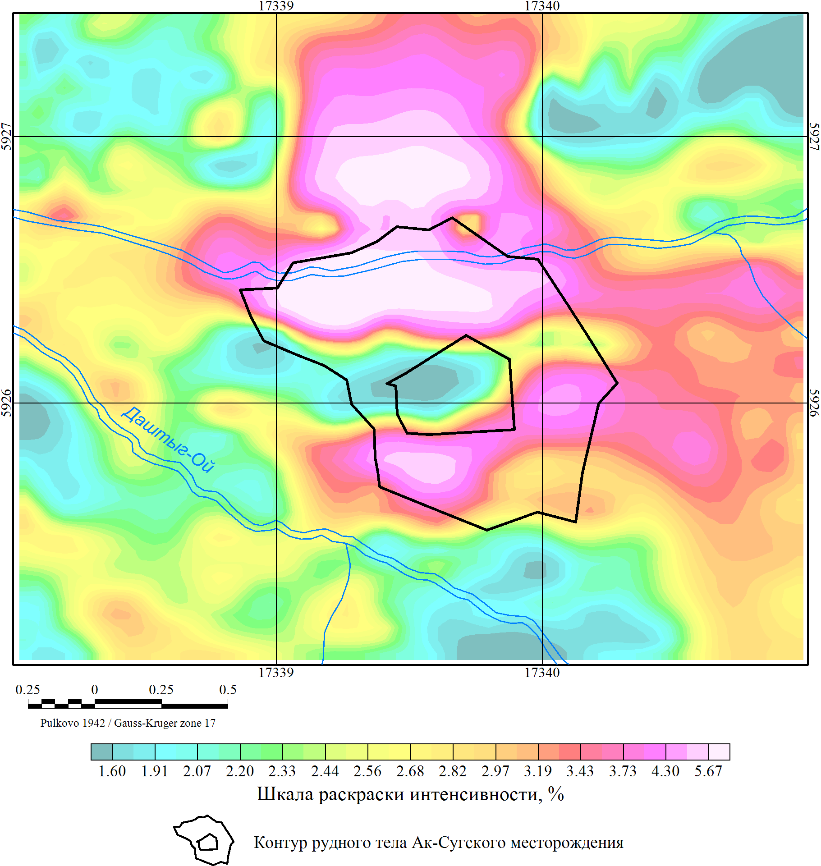 17339 17340
5927 5927
5926 5926
Даштыг-Ой
17339 17340
0.25 0 0.25 0.5
Pulkovo 1942 / Gauss-Kruger zone 17
1.60 1.91 2.07 2.20 2.33 2.44 2.56 2.68 2.82 2.97 3.19 3.43 3.73 4.30 5.67
Шкала раскраски интенсивности, %
Контур рудного тела Ак-Сугского месторождения